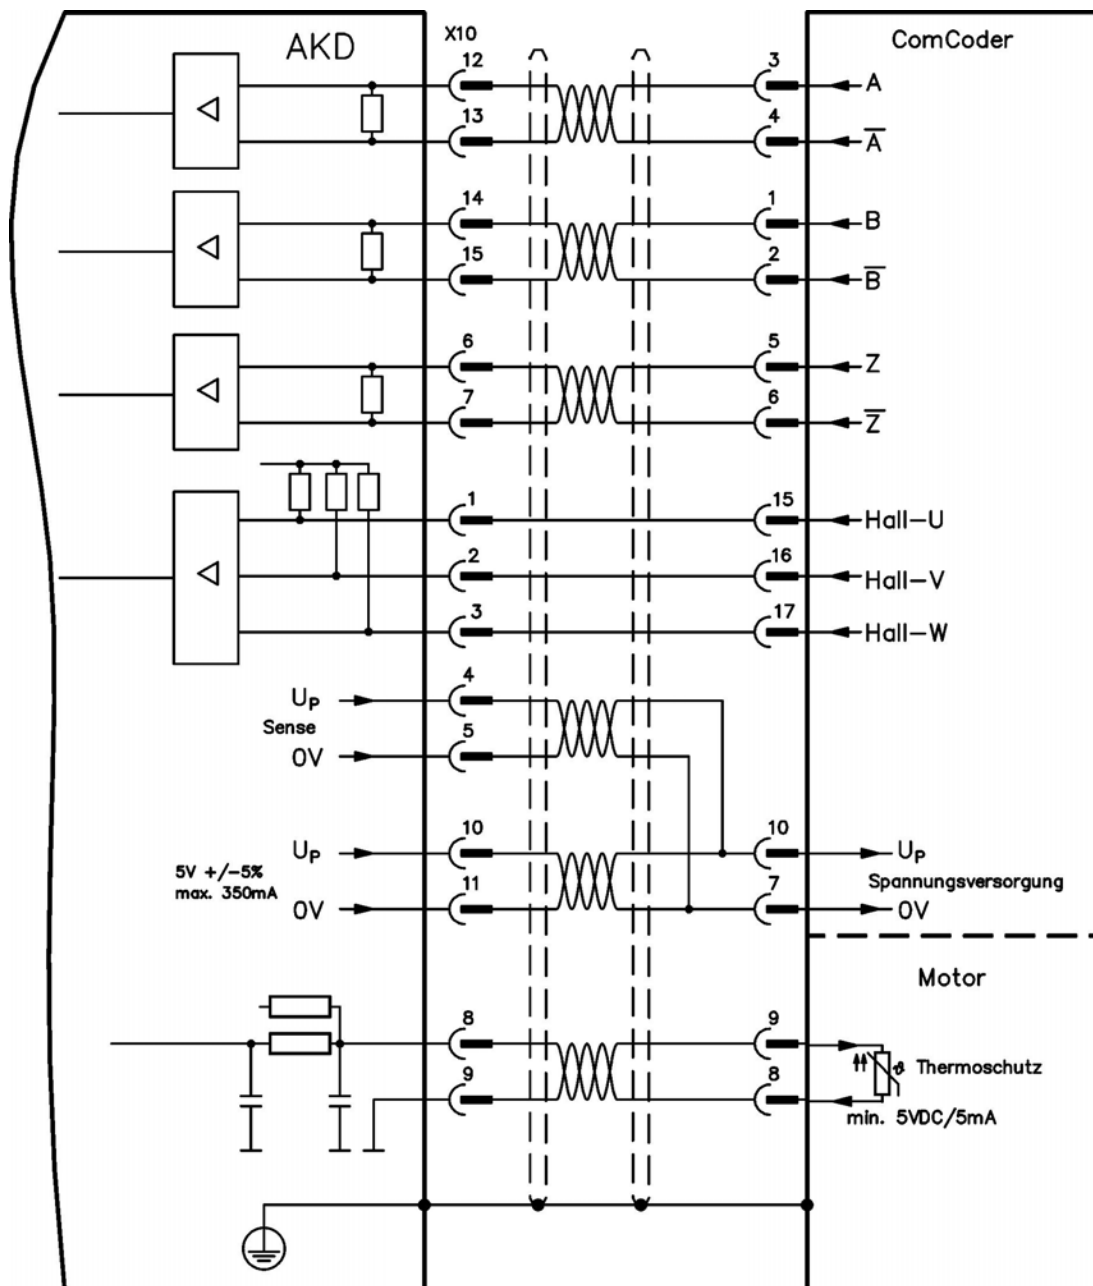 AKD X10 ComCoder
12 3 A
13 4 A̅
14 1 B
15 2 B̅
6 5 Z
7 6 Z̅
1 15 Hall-U
2 16 Hall-V
3 17 Hall-W
UP 4
Sense
0V 5
UP 10 10 UP
5V +/-5%
max. 350mA
Spannungsversorgung
0V 11 7 0V
Motor
8 9
ϑ Thermoschutz
9 8
min. 5VDC/5mA